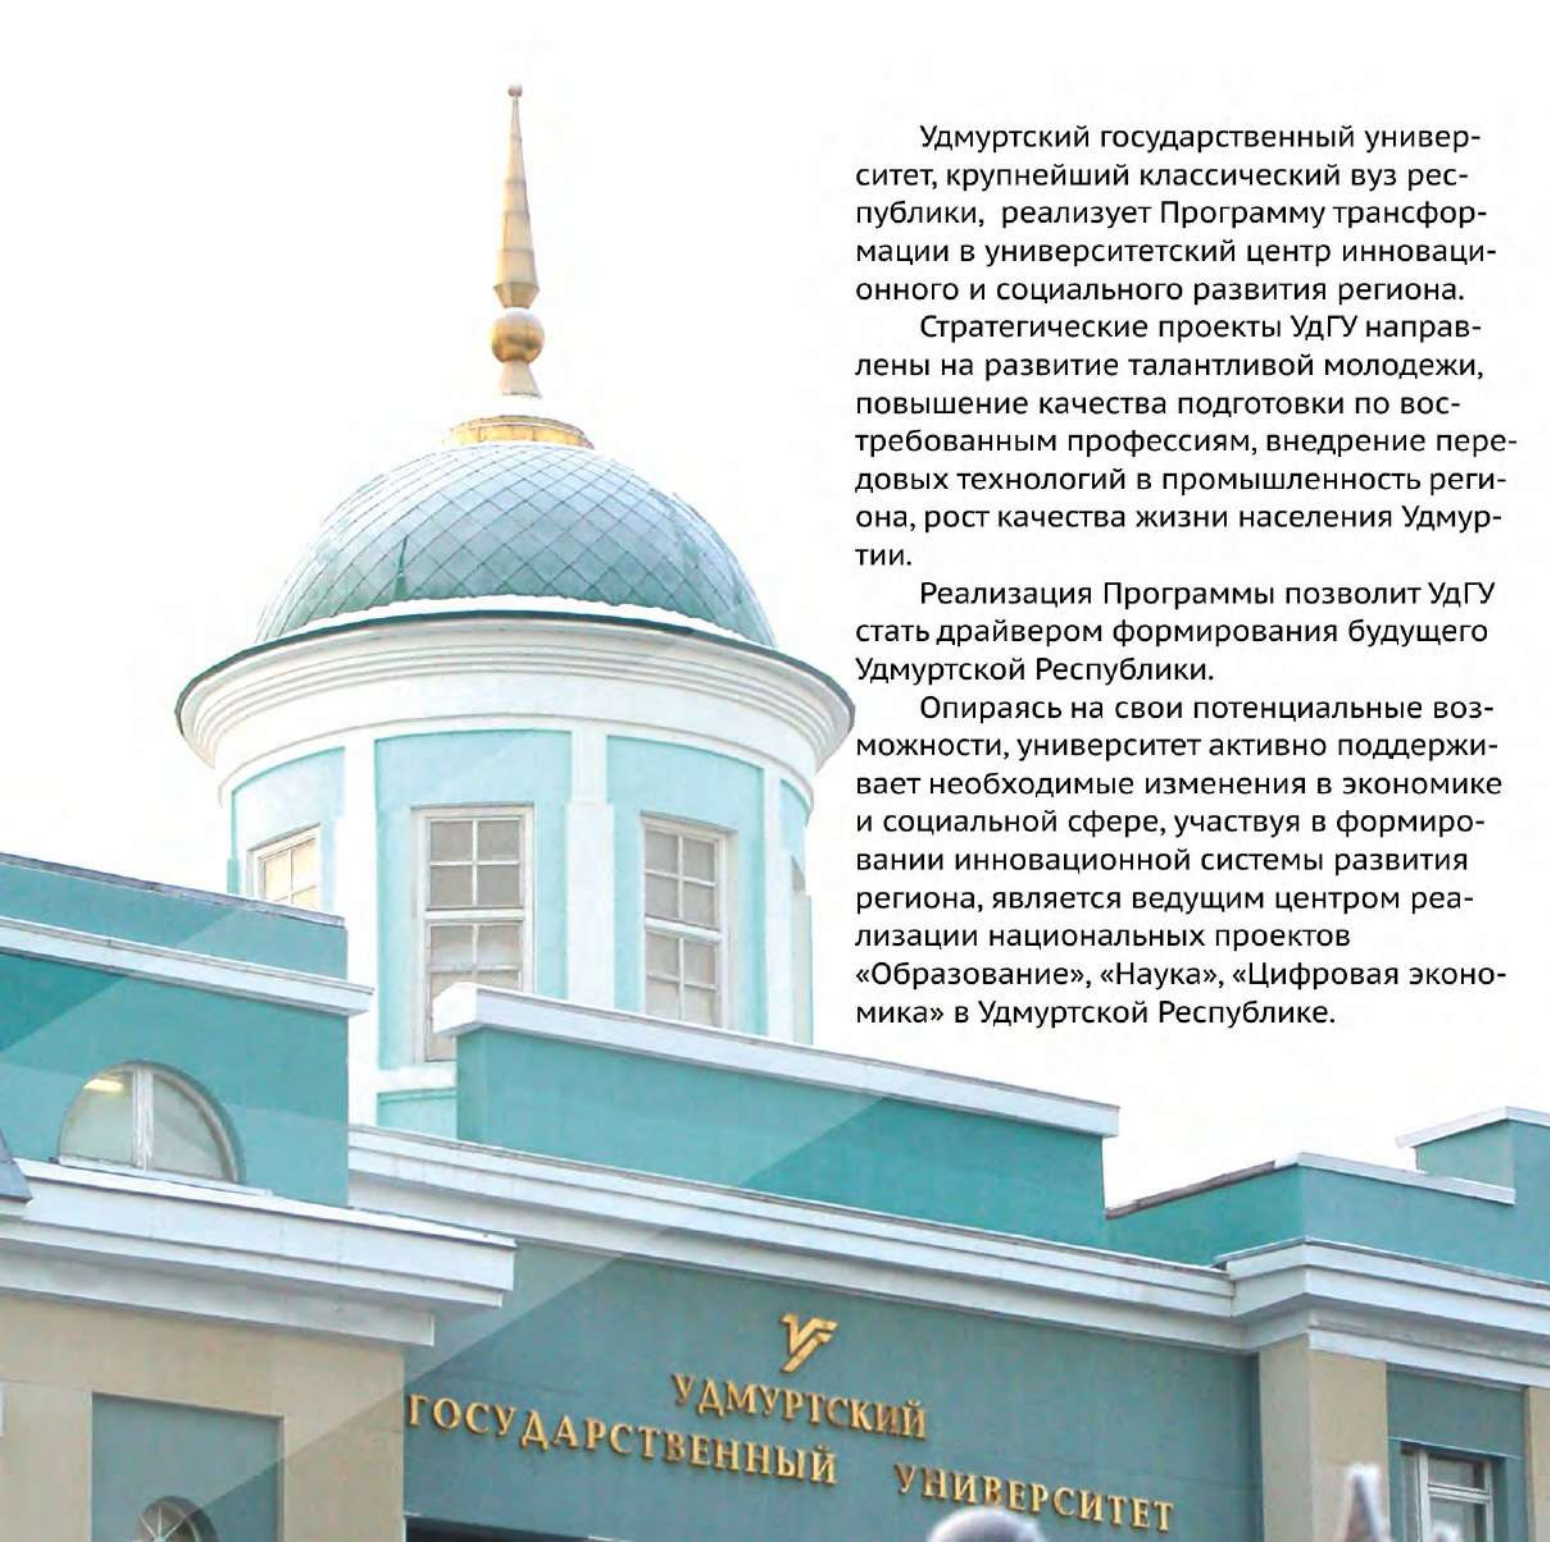 Удмуртский государственный универ-
ситет, крупнейший классический вуз рес-
публики, реализует Программу трансфор-
мации в университетский центр инноваци-
онного и социального развития региона.
Стратегические проекты УдГУ направ-
лены на развитие талантливой молодежи,
повышение качества подготовки по вос-
требованным профессиям, внедрение пере-
довых технологий в промышленность реги-
она, рост качества жизни населения Удмур-
тии.
Реализация Программы позволит УдГУ
стать драйвером формирования будущего
Удмуртской Республики.
Опираясь на свои потенциальные воз-
можности, университет активно поддержи-
вает необходимые изменения в экономике
и социальной сфере, участвуя в формиро-
вании инновационной системы развития
региона, является ведущим центром реа-
лизации национальных проектов
«Образование», «Наука», «Цифровая эконо-
мика» в Удмуртской Республике.
УДМУРТСКИЙ
ГОСУДАРСТВЕННЫЙ УНИВЕРСИТЕТ